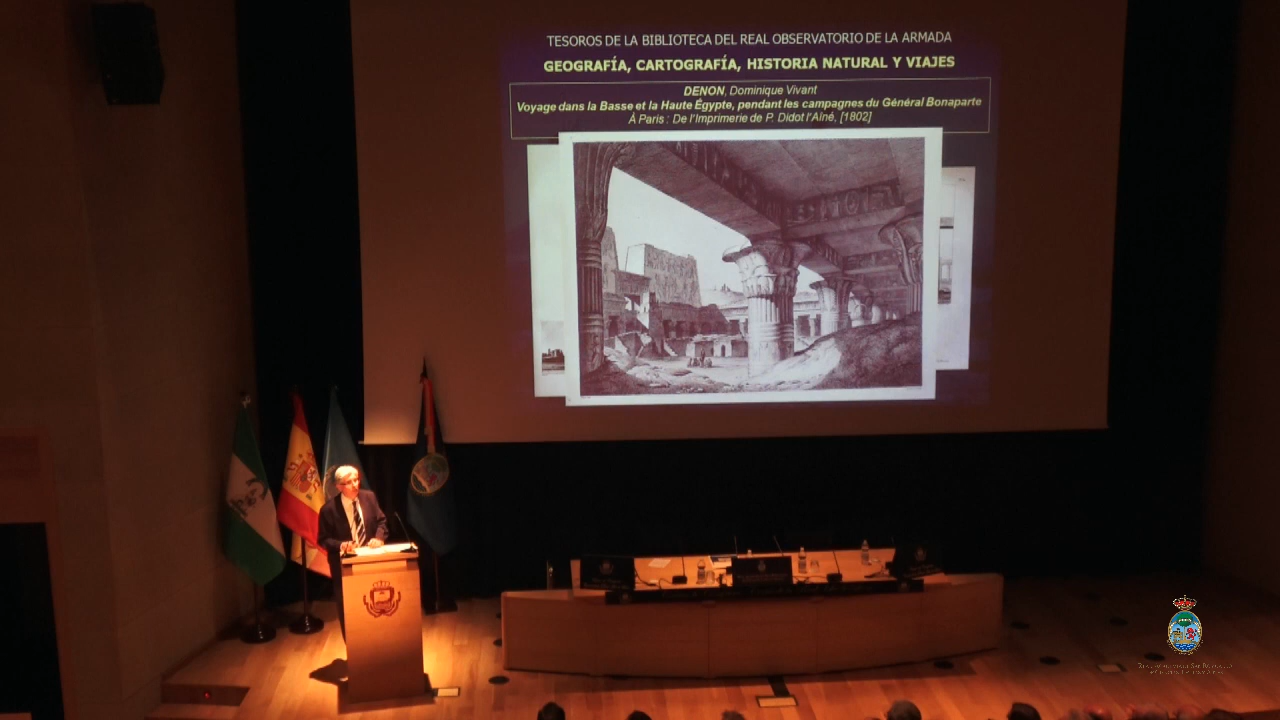 TESOROS DE LA BIBLIOTECA DEL REAL OBSERVATORIO DE LA ARMADA
GEOGRAFÍA, CARTOGRAFÍA, HISTORIA NATURAL Y VIAJES
DENON, Dominique Vivant
Voyage dans la Basse et la Haute Égypte, pendant les campagnes du Général Bonaparte
À Paris : De l'Imprimerie de P. Didot l'Aîné, [1802]